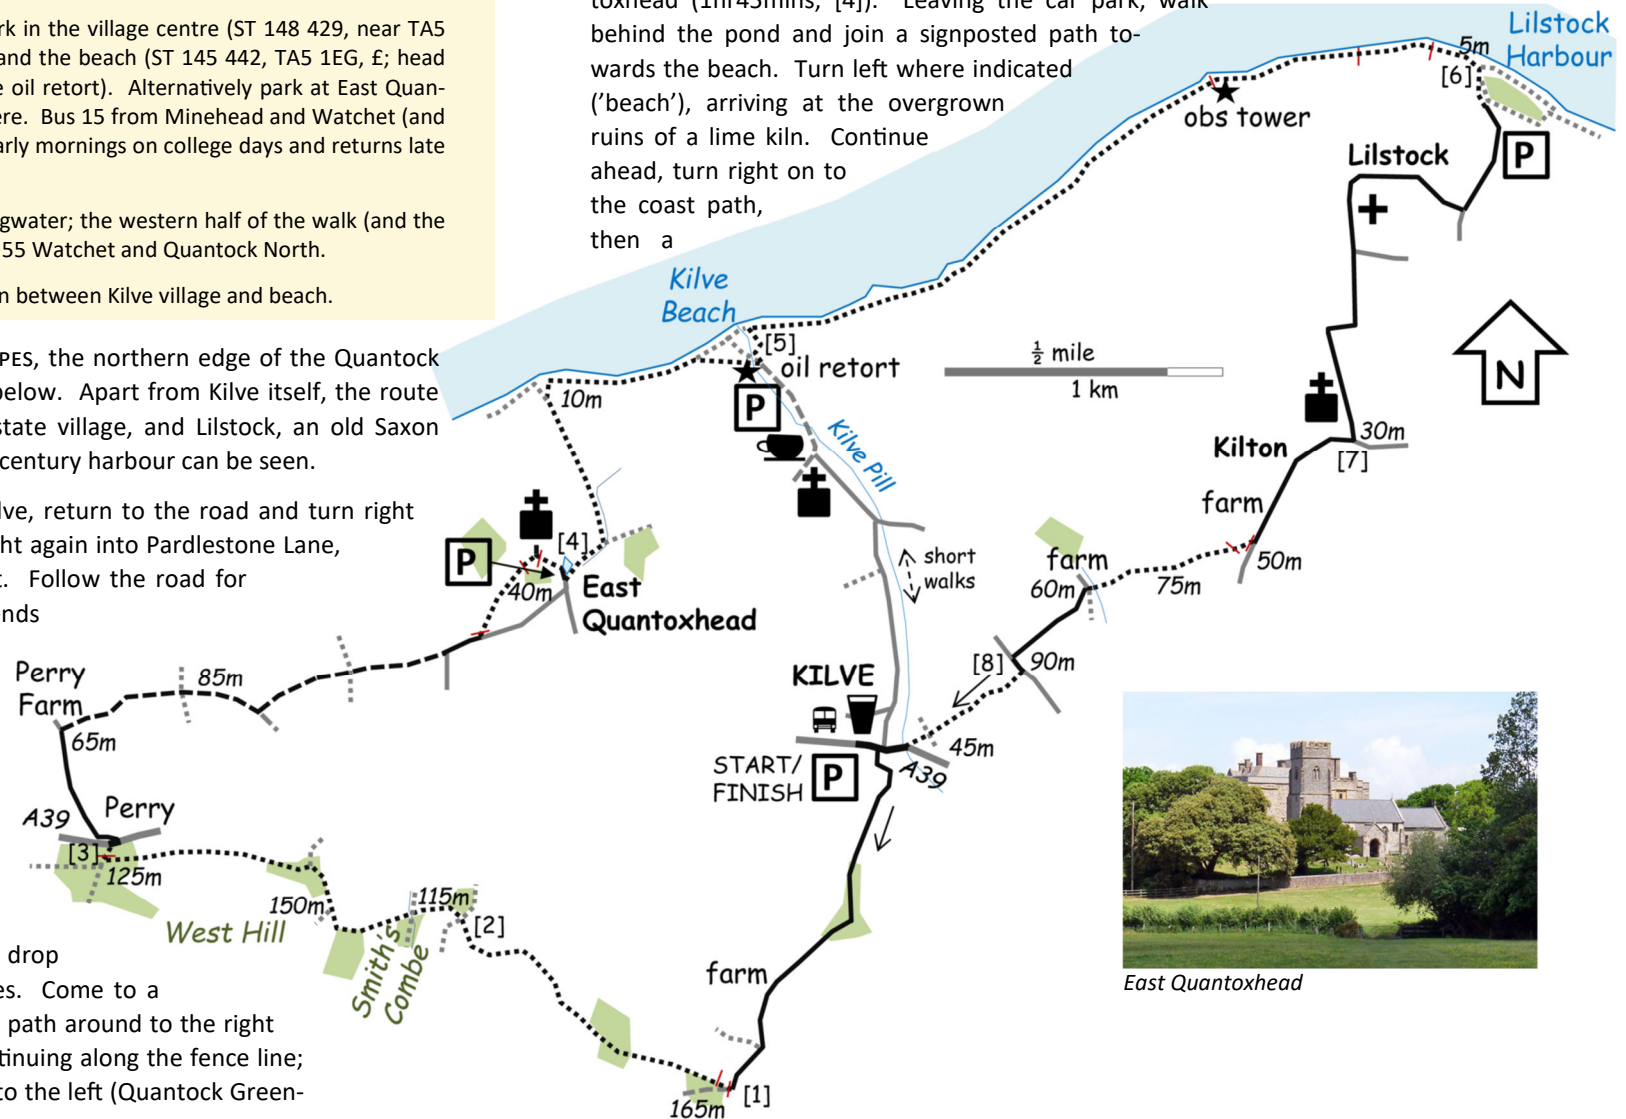 rk in the village centre (ST 148 429, near TA5
and the beach (ST 145 442, TA5 1EG, £; head
e oil retort). Alternatively park at East Quan-
ere. Bus 15 from Minehead and Watchet (and
arly mornings on college days and returns late
gwater; the western half of the walk (and the
55 Watchet and Quantock North.
n between Kilve village and beach.
PES, the northern edge of the Quantock
below. Apart from Kilve itself, the route
state village, and Lilstock, an old Saxon
century harbour can be seen.
lve, return to the road and turn right
ght again into Pardlestone Lane,
t. Follow the road for
ends
drop
es. Come to a
path around to the right
tinuing along the fence line;
to the left (Quantock Green-
toxhead (1hr45mins, [4]). Leaving the car park, walk
behind the pond and join a signposted path to-
wards the beach. Turn left where indicated
('beach'), arriving at the overgrown
ruins of a lime kiln. Continue
ahead, turn right on to
the coast path,
then a
Lilstock
Harbour
5m
[6]
obs tower
P
Lilstock
Kilve
Beach
[5]
oil retort
P
½ mile
1 km
N
10m
Kilve Pill
30m
Kilton
[7]
farm
50m
P
[4]
40m
East
Quantoxhead
short
walks
farm
60m
75m
[8]
90m
Perry
Farm
85m
65m
KILVE
45m
A39
START/
FINISH
P
A39
Perry
[3]
125m
150m
115m
[2]
West Hill
Smith's
Combe
farm
165m
[1]
East Quantoxhead